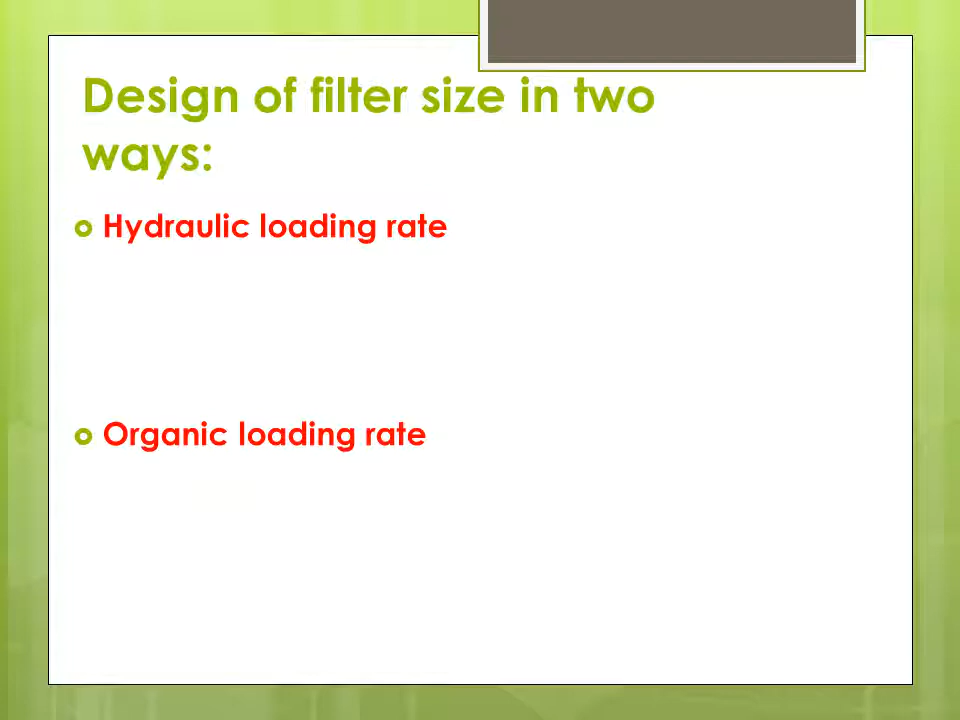 Design of filter size in two
ways:
Hydraulic loading rate
Organic loading rate